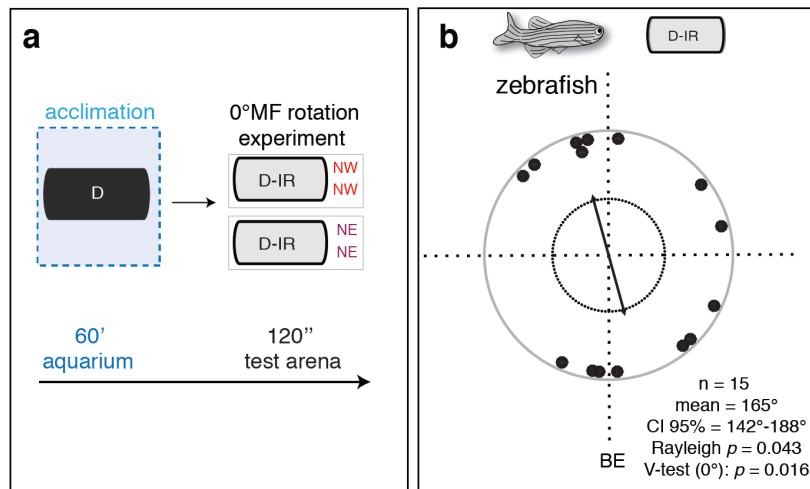 a
acclimation
D
0°MF rotation
experiment
D-IR
NW
NW
D-IR
NE
NE
60’
aquarium
120’’
test arena
b
D-IR
zebrafish
BE
n = 15
mean = 165°
CI 95% = 142°-188°
Rayleigh p = 0.043
V-test (0°): p = 0.016